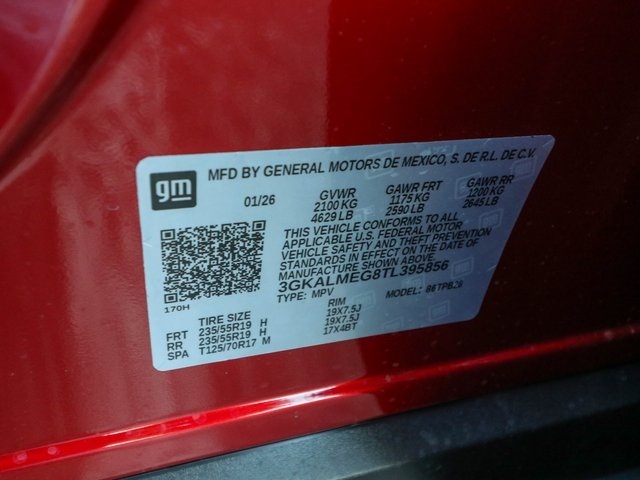 gm
MFD BY GENERAL MOTORS DE MEXICO, S. DE R.L. DE C.V.
01/26
GVWR
2100 KG
4629 LB
GAWR FRT
1175 KG
2590 LB
GAWR RR
1200 KG
2645 LB
THIS VEHICLE CONFORMS TO ALL
APPLICABLE U.S. FEDERAL MOTOR
VEHICLE SAFETY AND THEFT PREVENTION
STANDARDS IN EFFECT ON THE DATE OF
MANUFACTURE SHOWN ABOVE.
3GKALMEG8TL395856
TYPE: MPV
MODEL:
170H
TIRE SIZE RIM
FRT 235/55R19 H 19X7.5J
RR 235/55R19 H 19X7.5J
SPA T125/70R17 M 17X4BT